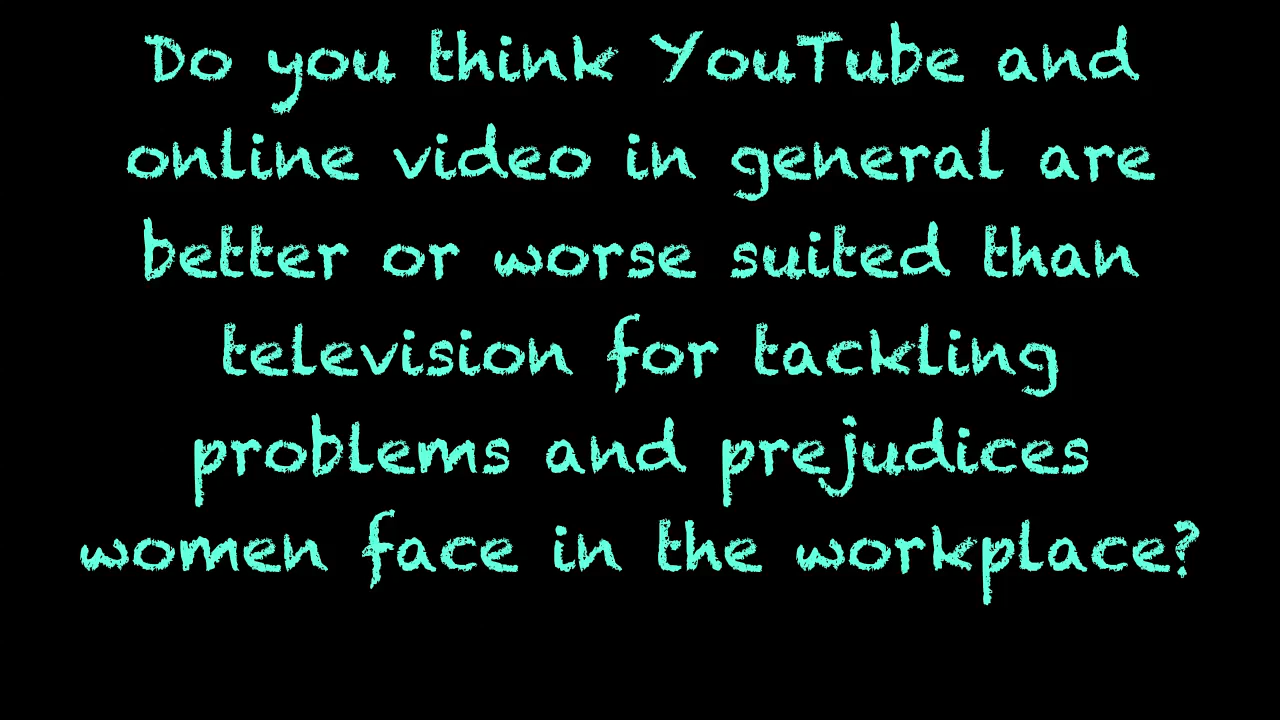 Do you think YouTube and
online video in general are
better or worse suited than
television for tackling
problems and prejudices
women face in the workplace?